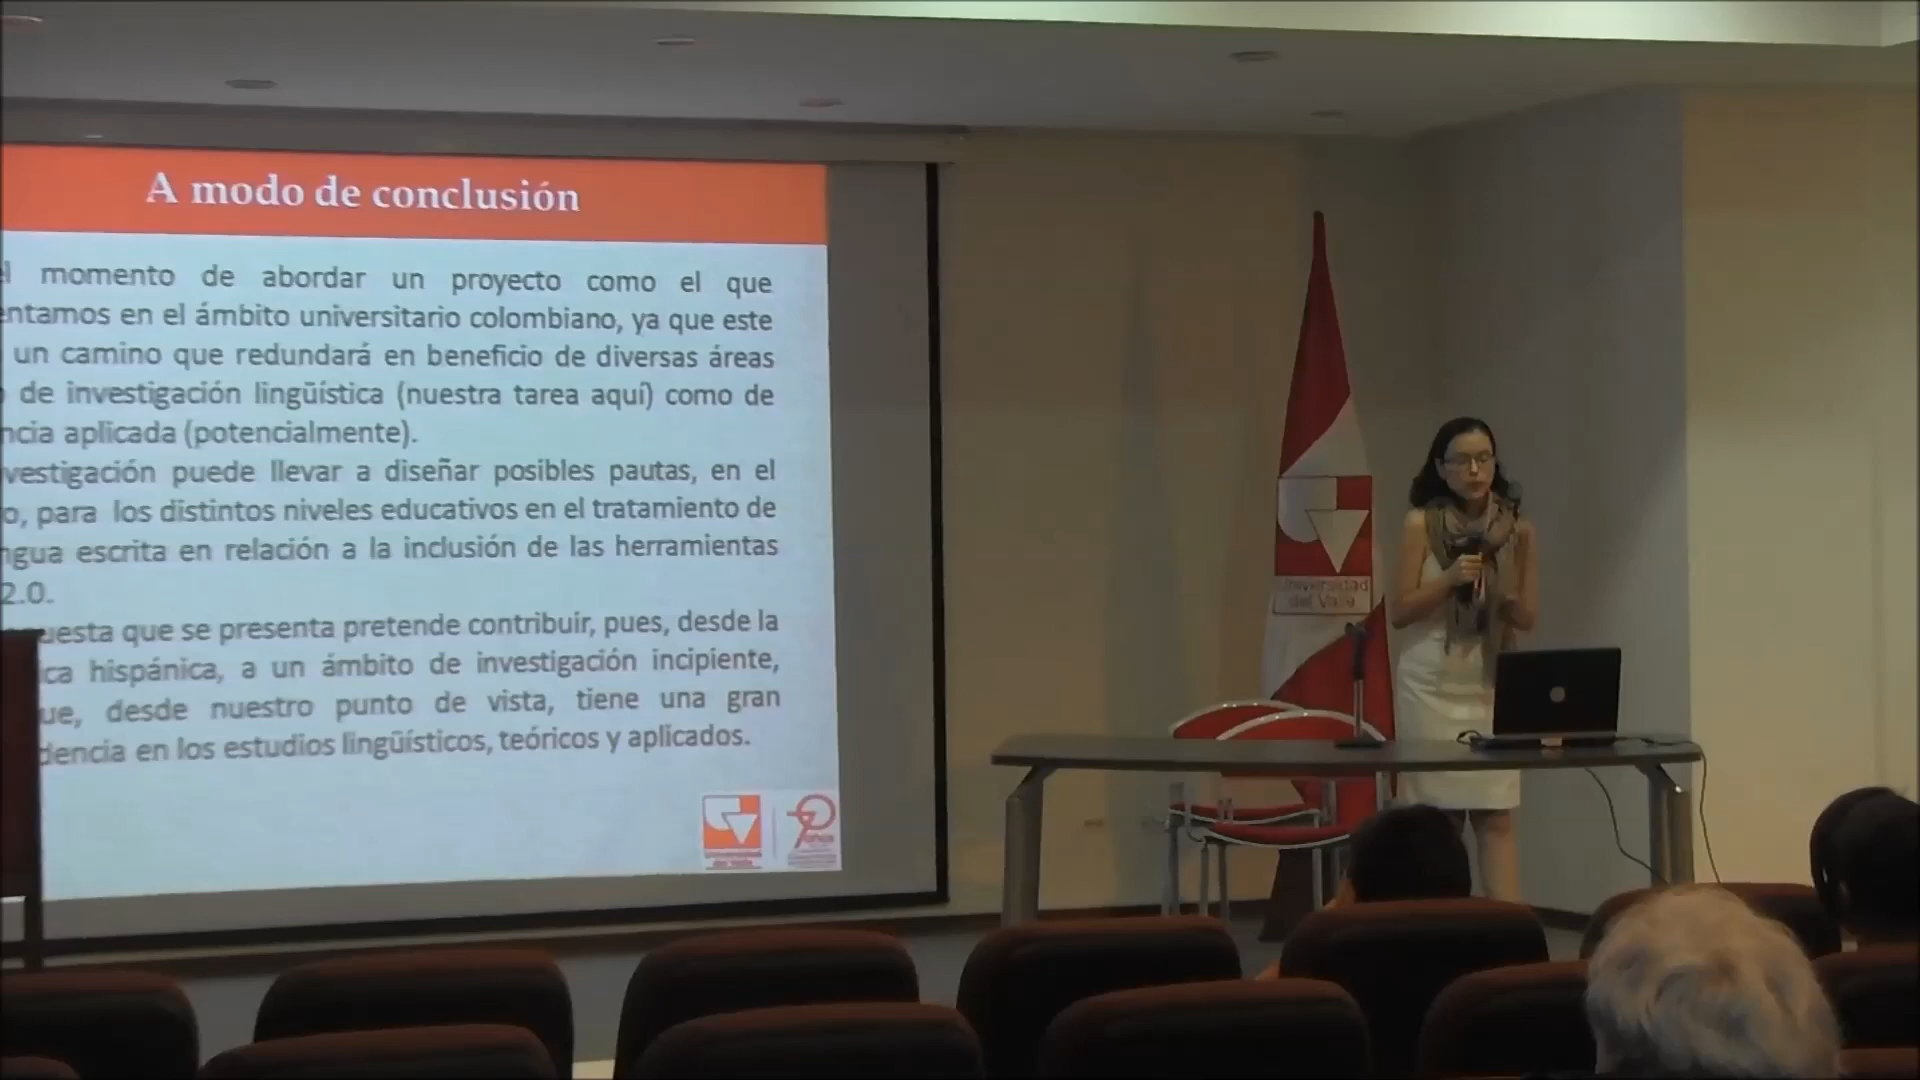 A modo de conclusión
momento de abordar un proyecto como el que
entamos en el ámbito universitario colombiano, ya que este
un camino que redundará en beneficio de diversas áreas
de investigación lingüística (nuestra tarea aquí) como de
ncia aplicada (potencialmente).
vestigación puede llevar a diseñar posibles pautas, en el
o, para los distintos niveles educativos en el tratamiento de
ngua escrita en relación a la inclusión de las herramientas
2.0.
uesta que se presenta pretende contribuir, pues, desde la
ica hispánica, a un ámbito de investigación incipiente,
ue, desde nuestro punto de vista, tiene una gran
dencia en los estudios lingüísticos, teóricos y aplicados.
Universidad
del Valle
Universidad
del Valle